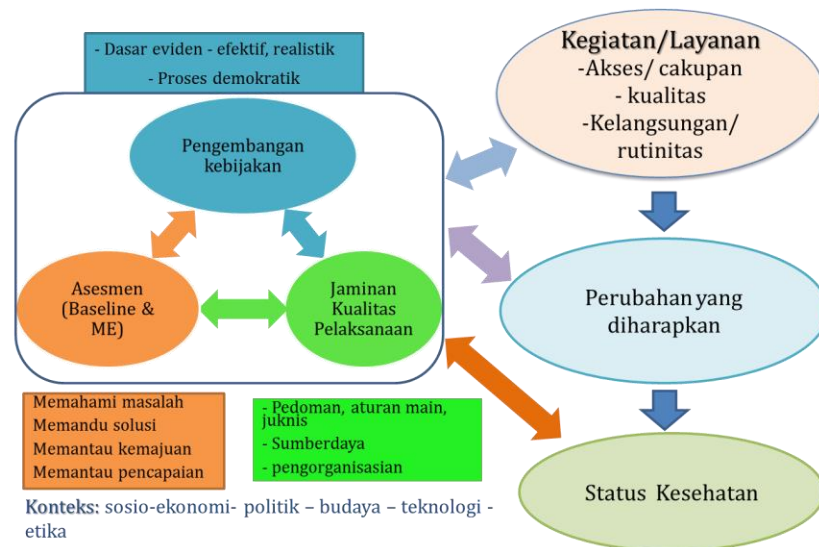 - Dasar eviden - efektif, realistik
- Proses demokratik
Pengembangan
kebijakan
Asesmen
(Baseline &
ME)
Jaminan
Kualitas
Pelaksanaan
Memahami masalah
Memandu solusi
Memantau kemajuan
Memantau pencapaian
- Pedoman, aturan main,
juknis
- Sumberdaya
- pengorganisasian
Konteks: sosio-ekonomi- politik – budaya – teknologi -
etika
Kegiatan/Layanan
-Akses/ cakupan
- kualitas
-Kelangsungan/
rutinitas
Perubahan yang
diharapkan
Status Kesehatan